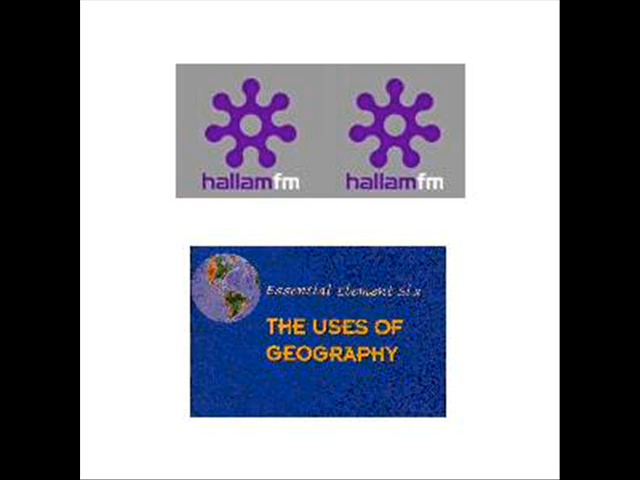 hallamfm hallamfm
Essential Element Six
THE USES OF
GEOGRAPHY